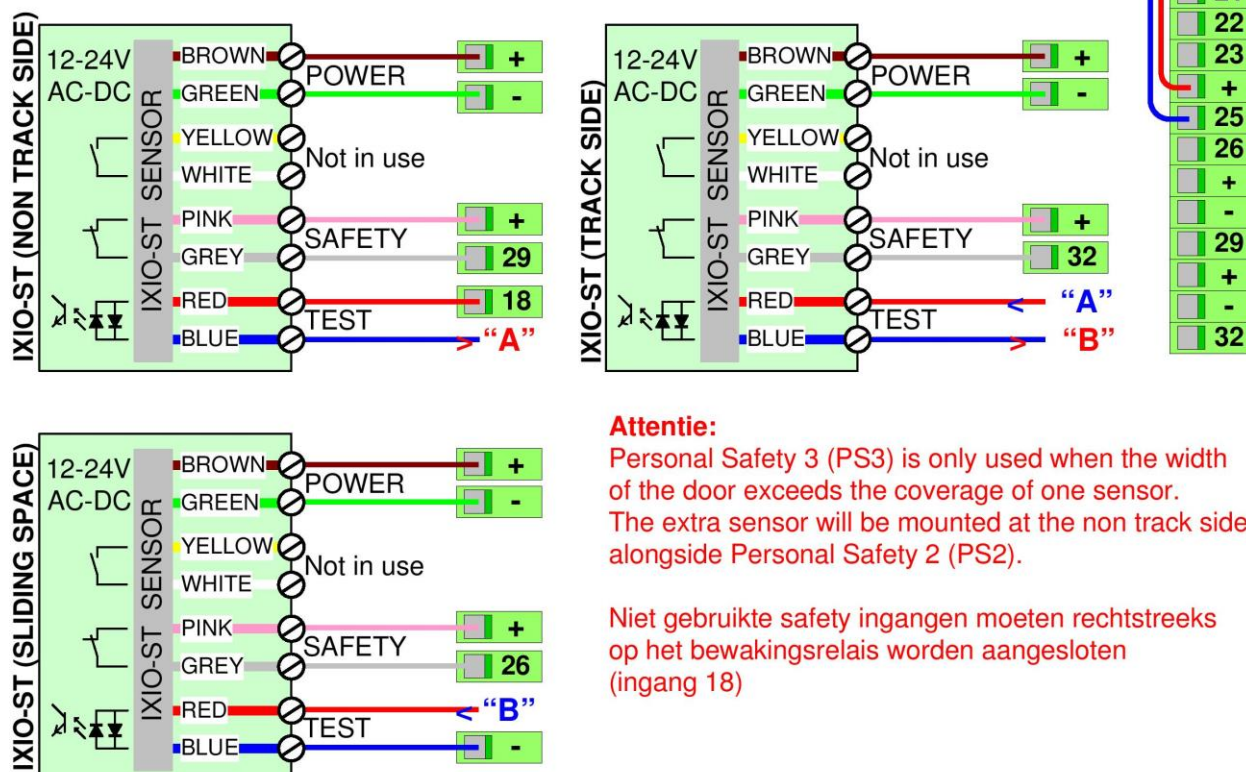 IXIO-ST (NON TRACK SIDE)
12-24V
AC-DC
IXIO-ST SENSOR
BROWN
GREEN
YELLOW
WHITE
PINK
GREY
RED
BLUE
POWER
Not in use
SAFETY
TEST
+
-
+
29
18
> “A”
IXIO-ST (TRACK SIDE)
12-24V
AC-DC
IXIO-ST SENSOR
BROWN
GREEN
YELLOW
WHITE
PINK
GREY
RED
BLUE
POWER
Not in use
SAFETY
TEST
+
-
+
32
< “A”
> “B”
22
23
+
25
26
+
-
29
+
-
32
IXIO-ST (SLIDING SPACE)
12-24V
AC-DC
IXIO-ST SENSOR
BROWN
GREEN
YELLOW
WHITE
PINK
GREY
RED
BLUE
POWER
Not in use
SAFETY
TEST
+
-
+
26
< “B”
-
Attentie:
Personal Safety 3 (PS3) is only used when the width
of the door exceeds the coverage of one sensor.
The extra sensor will be mounted at the non track side
alongside Personal Safety 2 (PS2).
Niet gebruikte safety ingangen moeten rechtstreeks
op het bewakingsrelais worden aangesloten
(ingang 18)